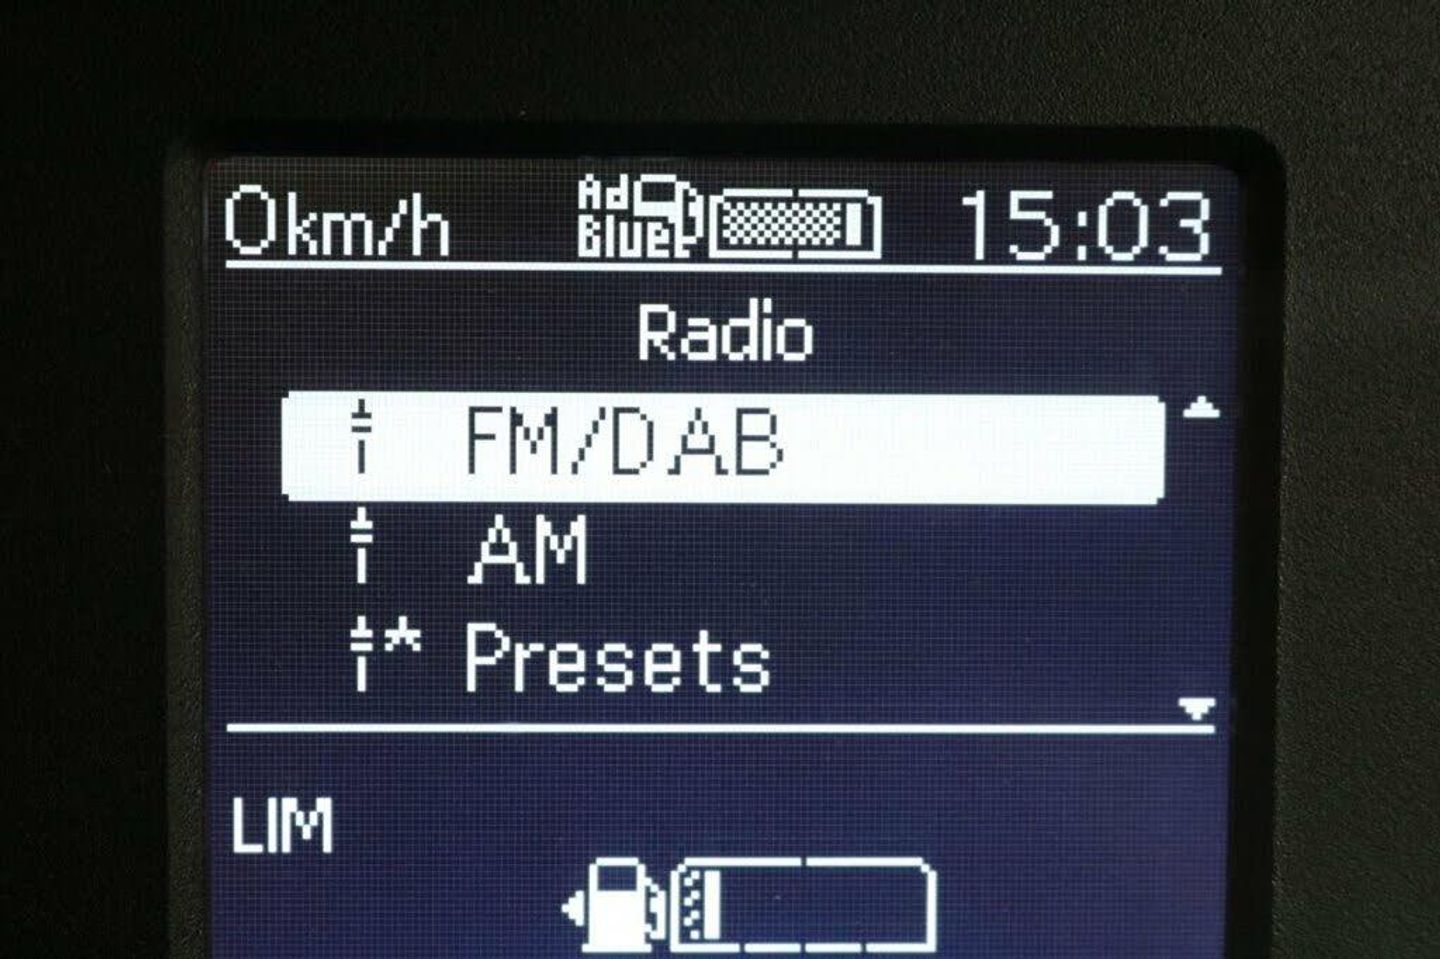 0km/h Ad Blue 15:03
Radio
FM/DAB
AM
Presets
LIM